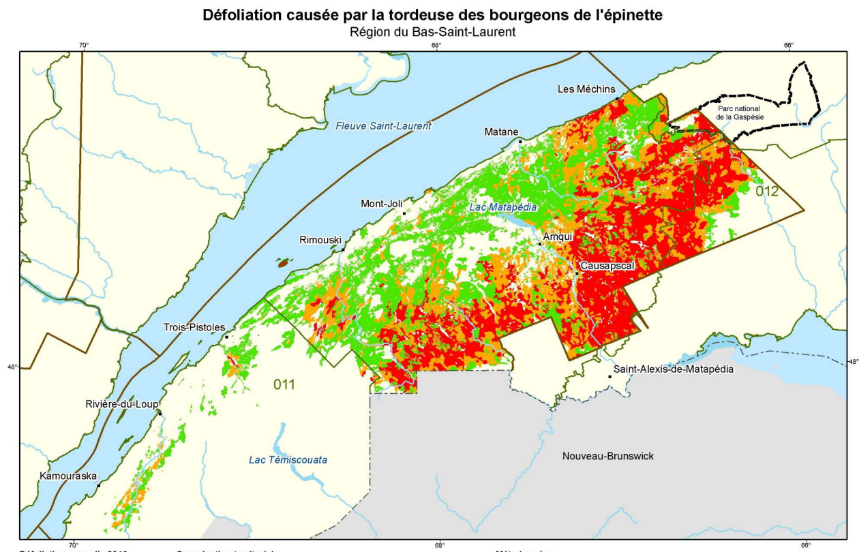 Défoliation causée par la tordeuse des bourgeons de l'épinette
Région du Bas-Saint-Laurent
70°
68°
66°
Les Méchins
Parc national
de la Gaspésie
Fleuve Saint-Laurent
Matane
012
Mont-Joli
Lac Matapédia
Rimouski
Amqui
Causapscal
Trois-Pistoles
48°
48°
Saint-Alexis-de-Matapédia
011
Rivière-du-Loup
Lac Témiscouata
Nouveau-Brunswick
Kamouraska
70°
68°
66°